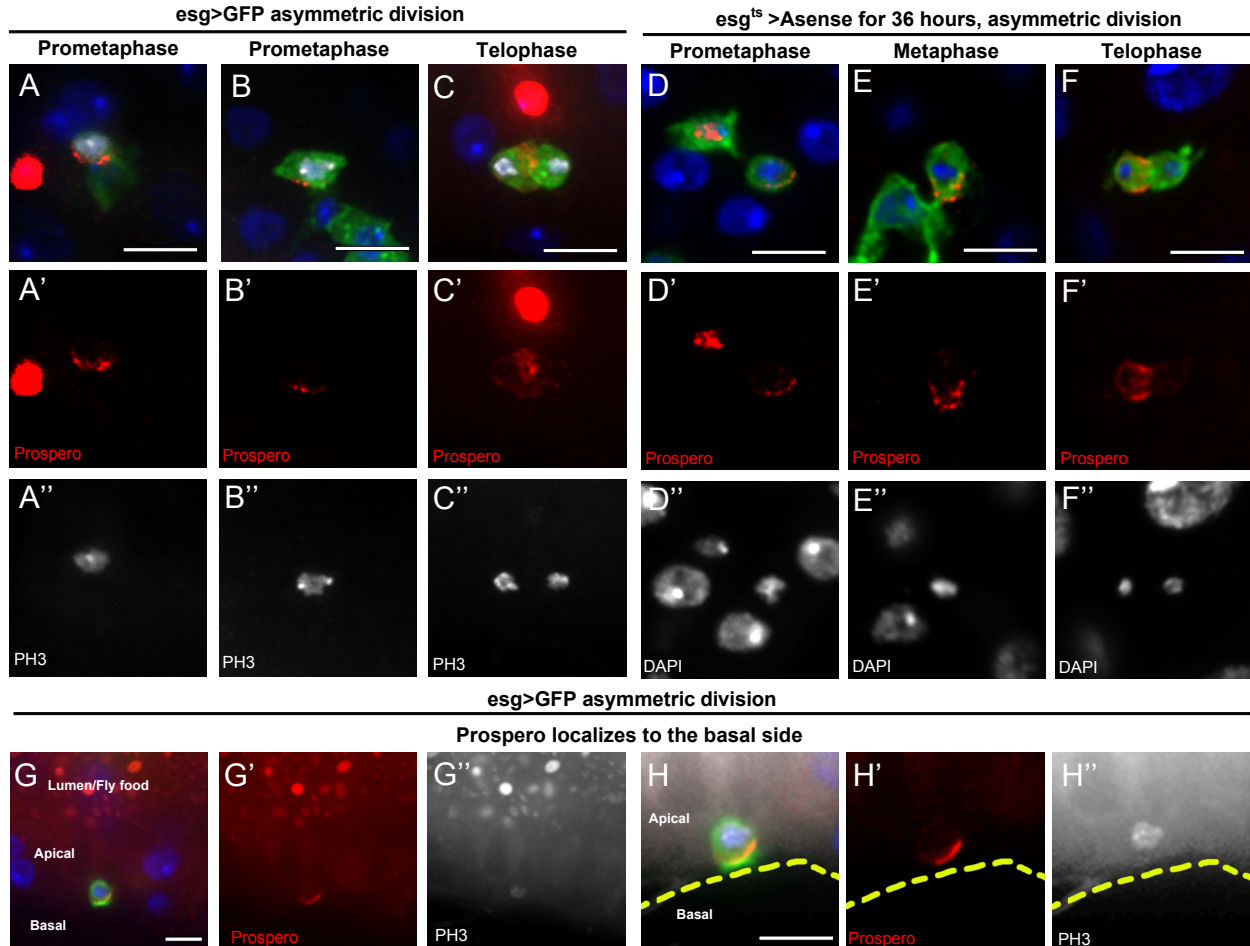 esg>GFP asymmetric division
esgts >Asense for 36 hours, asymmetric division
Prometaphase Prometaphase Telophase Prometaphase Metaphase Telophase
A B C D E F
A' B' C' D' E' F'
Prospero Prospero Prospero Prospero Prospero Prospero
A'' B'' C'' D'' E'' F''
PH3 PH3 PH3 DAPI DAPI DAPI
esg>GFP asymmetric division
Prospero localizes to the basal side
G G' G'' H H' H''
Lumen/Fly food
Apical
Apical
Basal
Basal
Prospero PH3 Prospero PH3